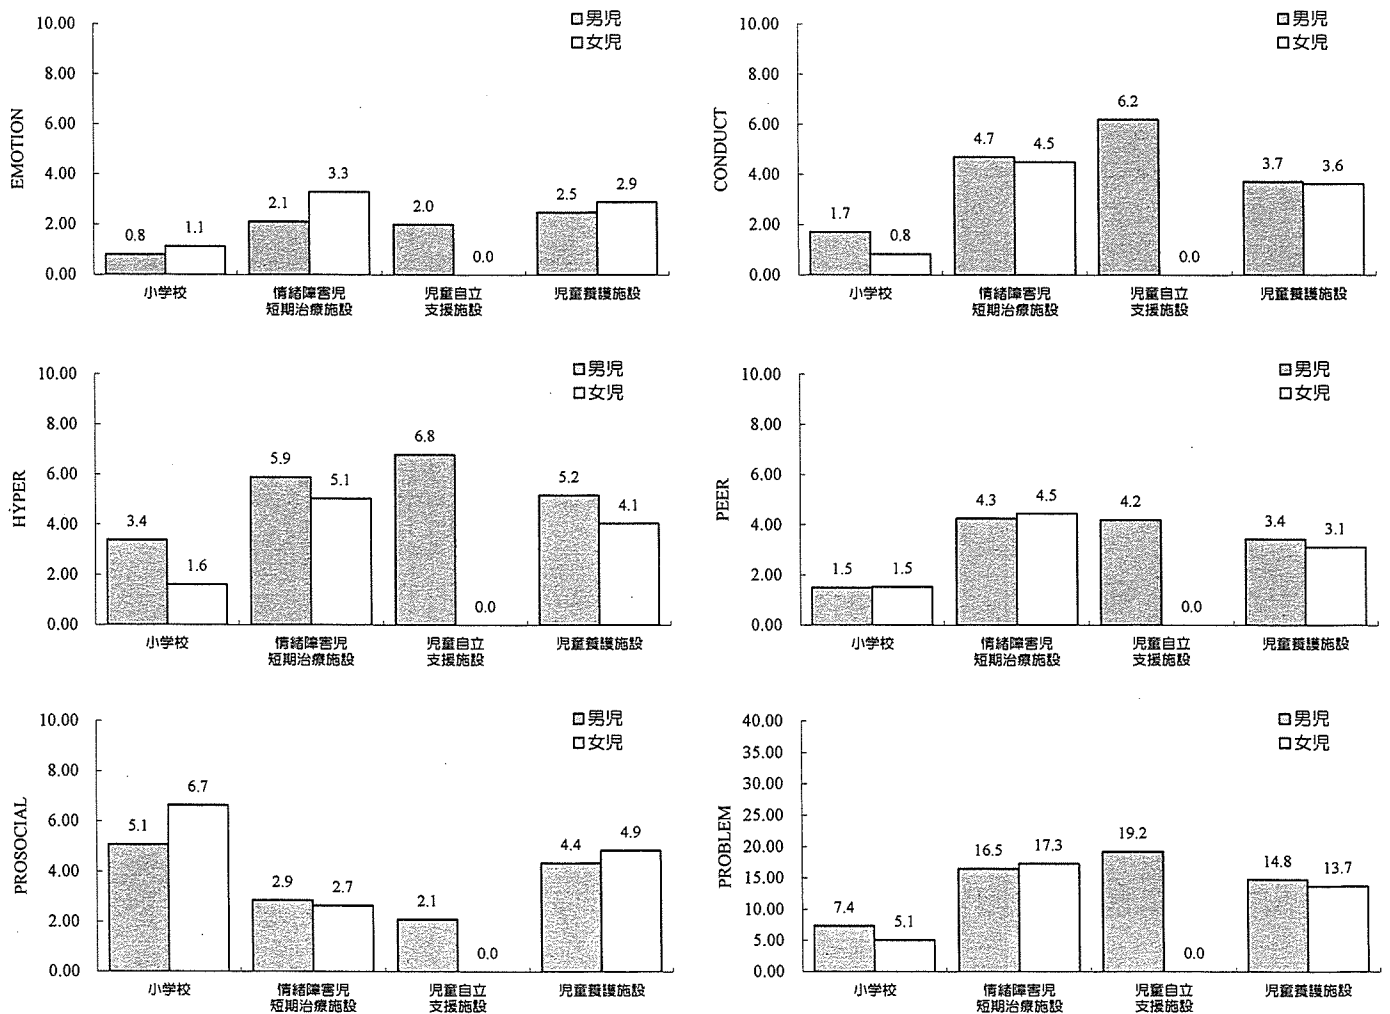 EMOTION
10.00
8.00
6.00
4.00
2.00
0.00
男児
女児
0.8
1.1
2.1
3.3
2.0
0.0
2.5
2.9
小学校
情緒障害児
短期治療施設
児童自立
支援施設
児童養護施設
CONDUCT
10.00
8.00
6.00
4.00
2.00
0.00
男児
女児
1.7
0.8
4.7
4.5
6.2
0.0
3.7
3.6
小学校
情緒障害児
短期治療施設
児童自立
支援施設
児童養護施設
HYPER
10.00
8.00
6.00
4.00
2.00
0.00
男児
女児
3.4
1.6
5.9
5.1
6.8
0.0
5.2
4.1
小学校
情緒障害児
短期治療施設
児童自立
支援施設
児童養護施設
PEER
10.00
8.00
6.00
4.00
2.00
0.00
男児
女児
1.5
1.5
4.3
4.5
4.2
0.0
3.4
3.1
小学校
情緒障害児
短期治療施設
児童自立
支援施設
児童養護施設
PROSOCIAL
10.00
8.00
6.00
4.00
2.00
0.00
男児
女児
5.1
6.7
2.9
2.7
2.1
0.0
4.4
4.9
小学校
情緒障害児
短期治療施設
児童自立
支援施設
児童養護施設
PROBLEM
40.00
35.00
30.00
25.00
20.00
15.00
10.00
5.00
0.00
男児
女児
7.4
5.1
16.5
17.3
19.2
0.0
14.8
13.7
小学校
情緒障害児
短期治療施設
児童自立
支援施設
児童養護施設